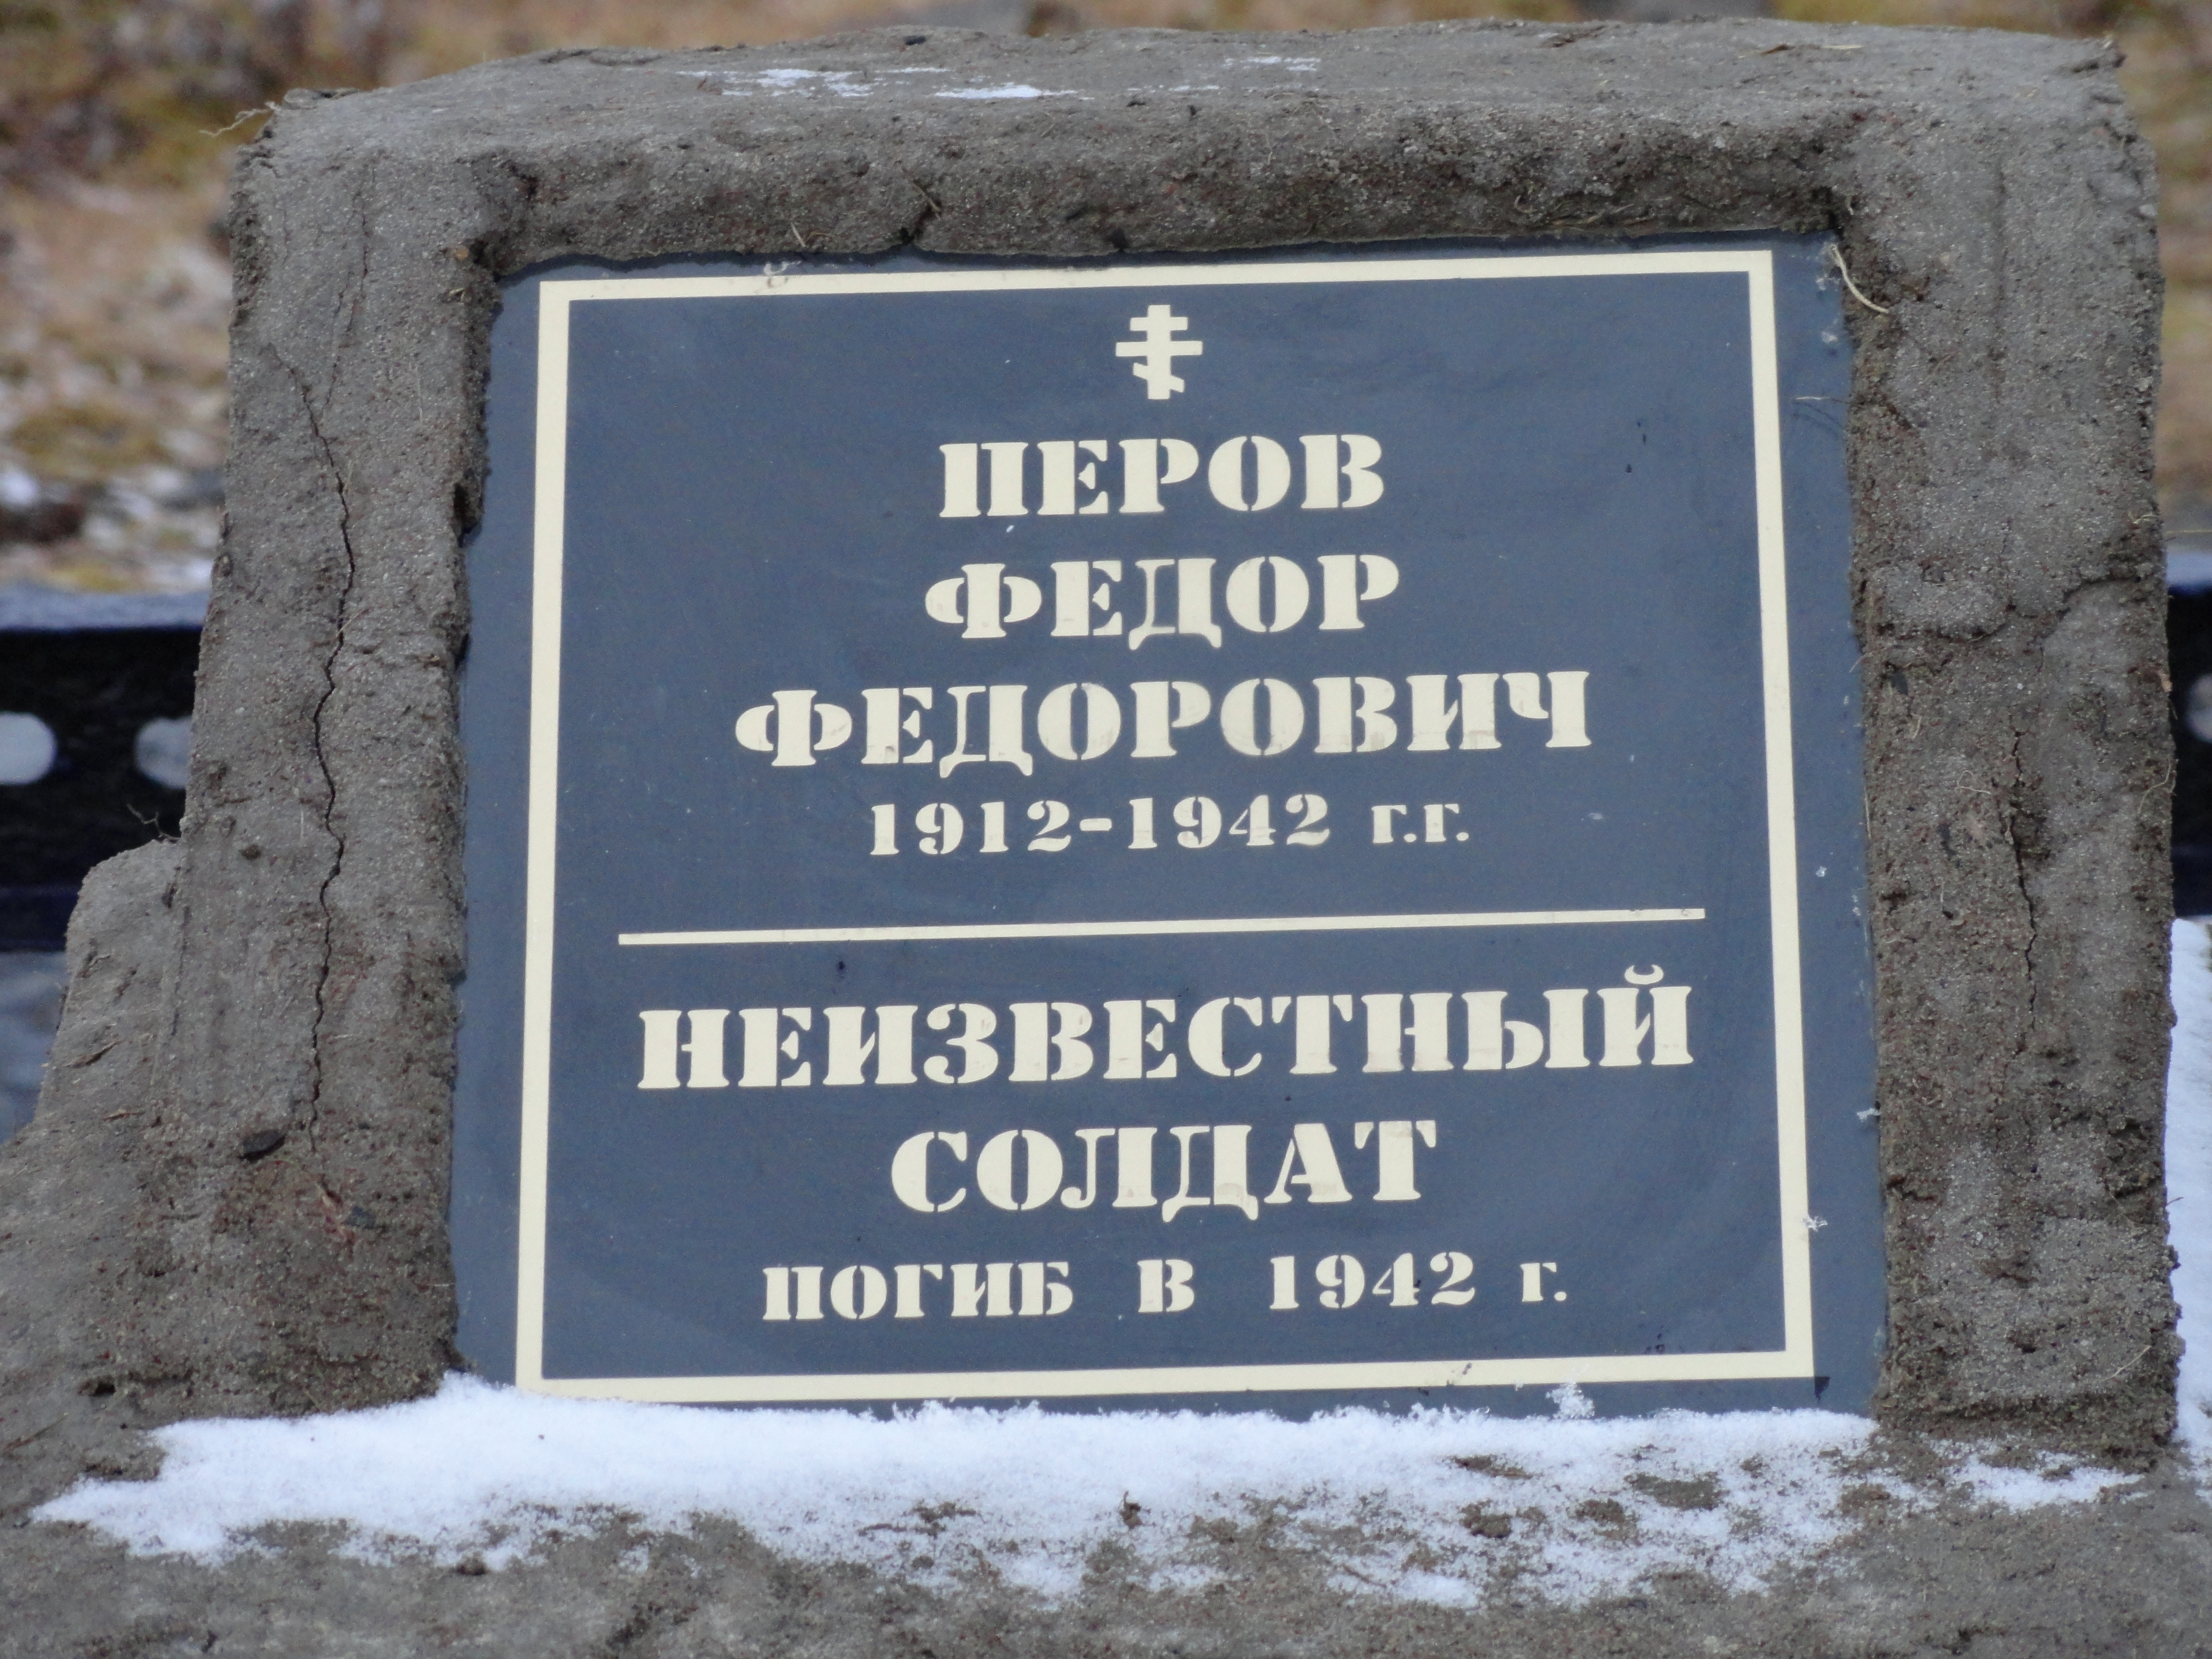 ПЕРОВ
ФЕДОР
ФЕДОРОВИЧ
1912-1942 г.г.
НЕИЗВЕСТНЫЙ
СОЛДАТ
ПОГИБ В 1942 г.